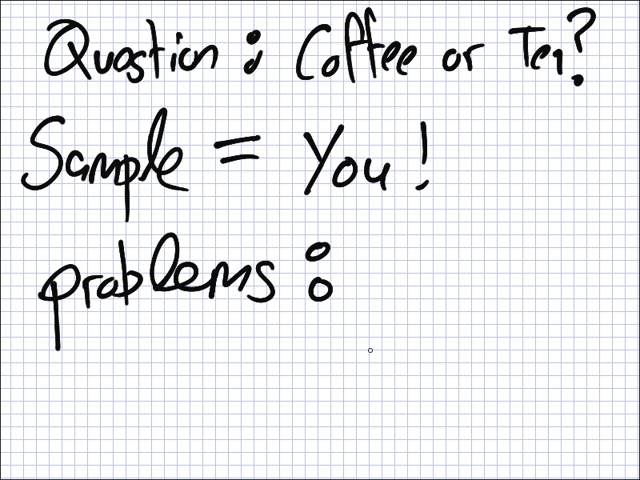 Question : Coffee or Tea?
Sample = You!
problems :